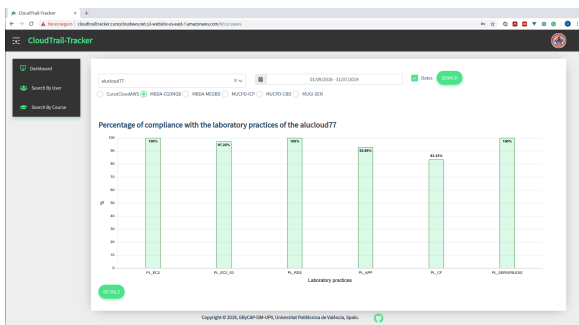 CloudTrail-Tracker
No es seguro | cloudtrailtracker.cursocloudaws.net.s3-website-us-east-1.amazonaws.com/#/cursoaws
CloudTrail-Tracker
Dashboard
Search By User
Search By Course
alucloud77
01/09/2018 - 31/07/2019
Dates
SEARCH
CursoCloudAWS MBDA-CGDNGB MBDA-MEGBD MUCPD-ICP MUCPD-CBD MUGI-SEN
Percentage of compliance with the laboratory practices of the alucloud77
100
90
80
70
60
50
40
30
20
10
0
%
100%
97.22%
100%
92.86%
83.33%
100%
PL_EC2
PL_EC2_S3
PL_RDS
PL_APP
PL_CF
PL_SERVERLESS
Laboratory practices
DETAILS
Copyright © 2018, GRyCAP-I3M-UPV, Universitat Politècnica de València, Spain.